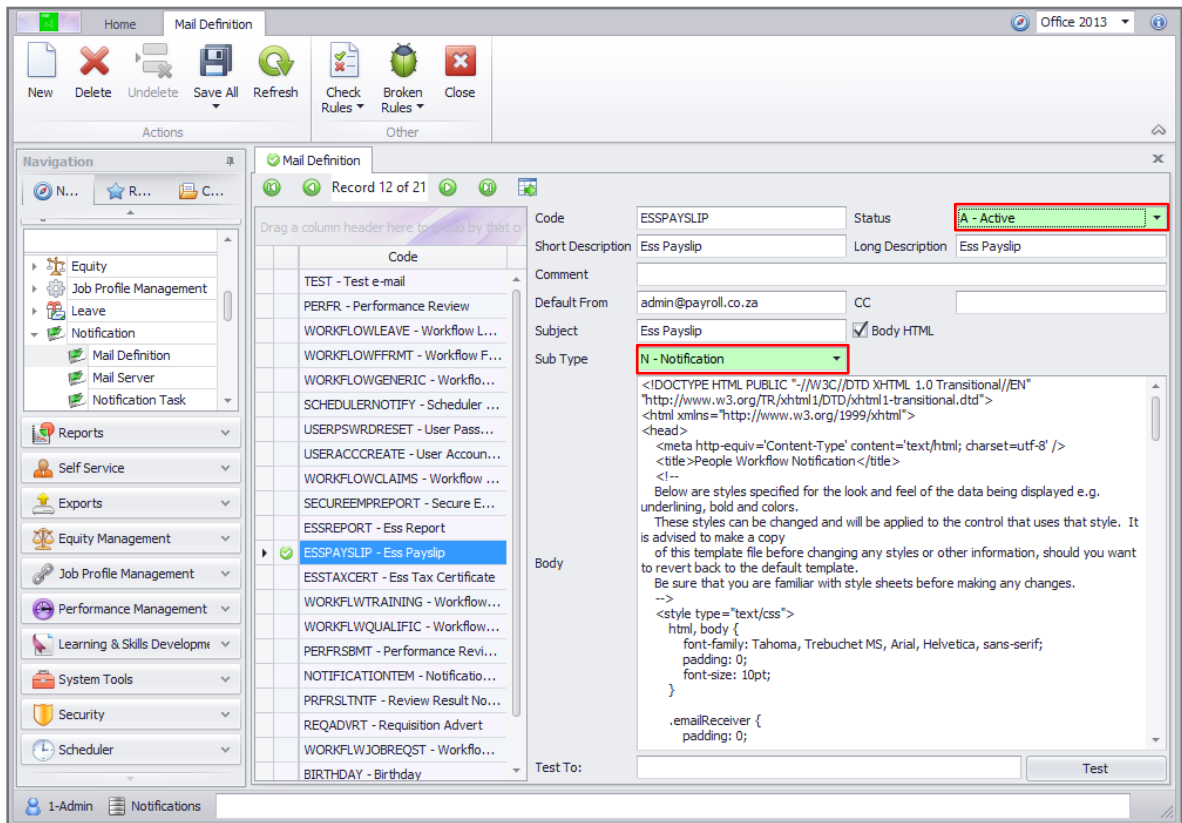 Home
Mail Definition
Office 2013
New
Delete
Undelete
Save All
Refresh
Check Rules
Broken Rules
Close
Actions
Other
Navigation
N...
R...
C...
Equity
Job Profile Management
Leave
Notification
Mail Definition
Mail Server
Notification Task
Reports
Self Service
Exports
Equity Management
Job Profile Management
Performance Management
Learning & Skills Developme
System Tools
Security
Scheduler
Mail Definition
Record 12 of 21
Drag a column header here to group by that o
Code
TEST - Test e-mail
PERFR - Performance Review
WORKFLOWLEAVE - Workflow L...
WORKFLOWFFRMT - Workflow F...
WORKFLOWGENERIC - Workflo...
SCHEDULERNOTIFY - Scheduler ...
USERPSWRDRESET - User Pass...
USERACCCREATE - User Accoun...
WORKFLOWCLAIMS - Workflow ...
SECUREEMPREPORT - Secure E...
ESSREPORT - Ess Report
ESSPAYSLIP - Ess Payslip
ESSTAXCERT - Ess Tax Certificate
WORKFLWTRAINING - Workflow...
WORKFLWQUALIFIC - Workflow...
PERFRSBMT - Performance Revi...
NOTIFICATIONTEM - Notificatio...
PRFRSLTNTF - Review Result No...
REQADVRT - Requisition Advert
WORKFLWJOBREQST - Workflo...
BIRTHDAY - Birthday
Code ESSPAYSLIP Status A - Active
Short Description Ess Payslip Long Description Ess Payslip
Comment
Default From admin@payroll.co.za CC
Subject Ess Payslip Body HTML
Sub Type N - Notification
Body
<!DOCTYPE HTML PUBLIC "-//W3C//DTD XHTML 1.0 Transitional//EN"
"http://www.w3.org/TR/xhtml1/DTD/xhtml1-transitional.dtd">
<html xmlns="http://www.w3.org/1999/xhtml">
<head>
<meta http-equiv='Content-Type' content='text/html; charset=utf-8' />
<title>People Workflow Notification</title>
<!--
Below are styles specified for the look and feel of the data being displayed e.g.
underlining, bold and colors.
These styles can be changed and will be applied to the control that uses that style. It
is advised to make a copy
of this template file before changing any styles or other information, should you want
to revert back to the default template.
Be sure that you are familiar with style sheets before making any changes.
-->
<style type="text/css">
html, body {
font-family: Tahoma, Trebuchet MS, Arial, Helvetica, sans-serif;
padding: 0;
font-size: 10pt;
}
.emailReceiver {
padding: 0;
Test To:
Test
1-Admin
Notifications